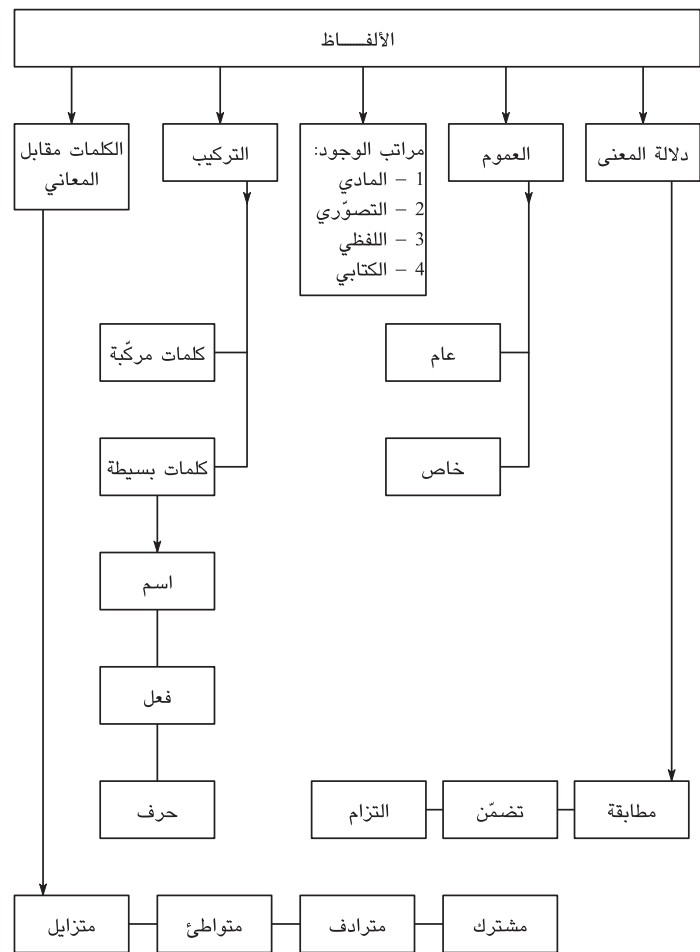 الألفـــــاظ
دلالة المعنى
العموم
مراتب الوجود:
1 – المادي
2 – التصوّري
3 – اللفظي
4 – الكتابي
التركيب
الكلمات مقابل
المعاني
عام
كلمات مركّبة
خاص
كلمات بسيطة
اسم
فعل
مطابقة
تضمّن
التزام
حرف
مشترك
مترادف
متواطئ
متزايل